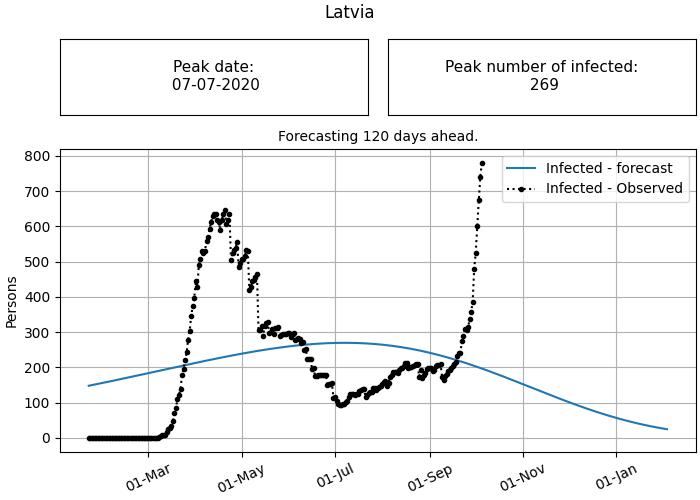 Latvia
Peak date:
07-07-2020
Peak number of infected:
269
Forecasting 120 days ahead.
Infected - forecast
Infected - Observed
Persons
800
700
600
500
400
300
200
100
0
01-Mar
01-May
01-Jul
01-Sep
01-Nov
01-Jan